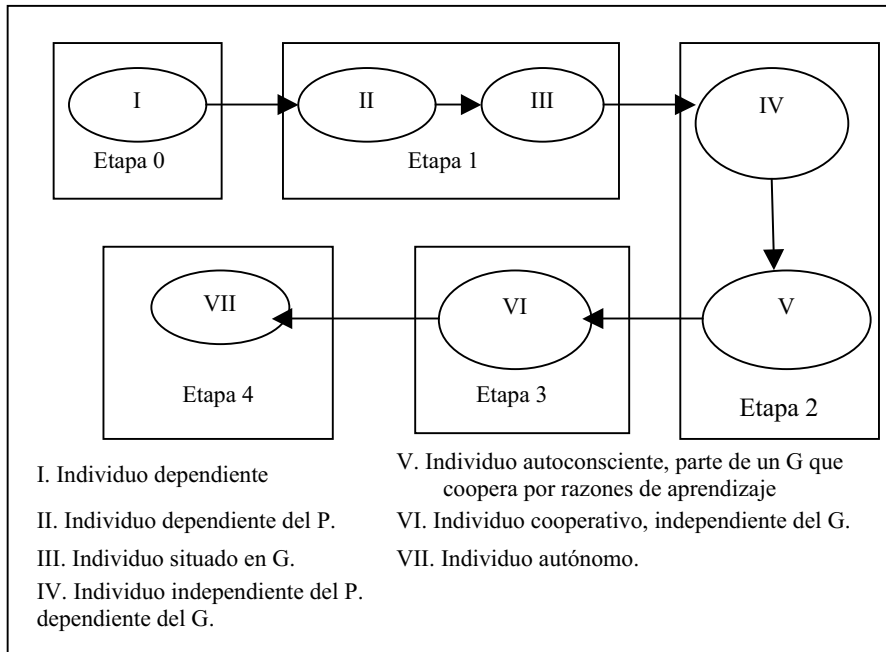 I
II
III
IV
Etapa 0
Etapa 1
VII
VI
V
Etapa 4
Etapa 3
Etapa 2
I. Individuo dependiente
II. Individuo dependiente del P.
III. Individuo situado en G.
IV. Individuo independiente del P.
dependiente del G.
V. Individuo autoconsciente, parte de un G que
coopera por razones de aprendizaje
VI. Individuo cooperativo, independiente del G.
VII. Individuo autónomo.